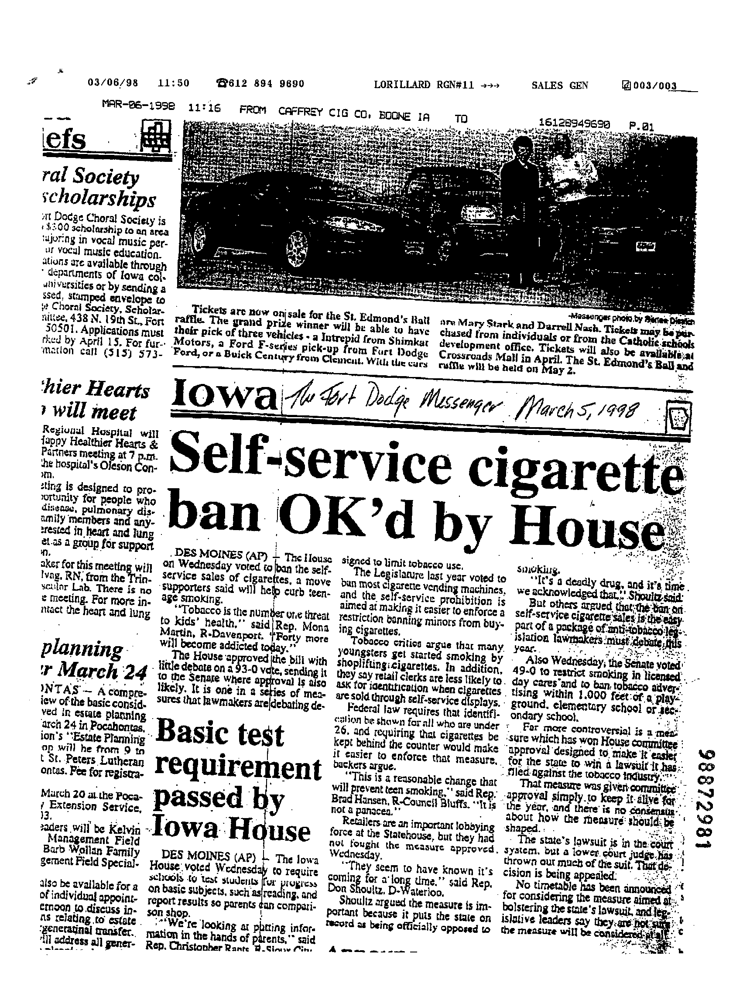 03/06/98 11:50 ☎612 894 9690 LORILLARD RGN#11 →→→ SALES GEN 003/003
MAR-06-1998 11:16 FROM CAFFREY CIG CO, BOONE IA TO 16128949690 P.01
efs
ral Society
scholarships
rt Dodge Choral Society is
$300 scholarship to an area
majoring in vocal music per-
or vocal music education.
ations are available through
departments of Iowa col-
universities or by sending a
ssed, stamped envelope to
Choral Society, Scholar-
mittee, 438 N. 19th St., Fort
50501. Applications must
rked by April 15. For fur-
mation call (515) 573-
-Messenger photo by
Tickets are now on sale for the St. Edmond's Ball
raffle. The grand prize winner will be able to have
their pick of three vehicles - a Intrepid from Shimkat
Motors, a Ford F-series pick-up from Fort Dodge
Ford, or a Buick Century from Clement. With the cars
are Mary Stark and Darrell Nash. Tickets may be pur-
chased from individuals or from the Catholic schools
development office. Tickets will also be available at
Crossroads Mall in April. The St. Edmond's Ball and
raffle will be held on May 2.
hier Hearts
will meet
Regional Hospital will
Happy Healthier Hearts &
Partners meeting at 7 p.m.
the hospital's Oleson Con-
m.
ting is designed to pro-
portunity for people who
disease, pulmonary dis-
amily members and any-
rested in heart and lung
et as a group for support
n.
aker for this meeting will
RN, from the Trin-
scular Lab. There is no
e meeting. For more in-
ntact the heart and lung
planning
r March 24
NTAS — A compre-
iew of the basic consid-
ved in estate planning
arch 24 in Pocahontas.
ion's "Estate Planning
op will be from 9 to
t St. Peters Lutheran
ontas. Fee for registra-
March 20 at the Poca-
y Extension Service,
3.
eaders will be Kelvin
Management Field
Barb Wollan Family
gement Field Special-
also be available for a
of individual appoint-
ernoon to discuss in-
ns relating to estate
generational transfer.
ill address all gener-
Iowa The Fort Dodge Messenger March 5, 1998
Self-service cigarette
ban OK'd by House
DES MOINES (AP) — The House
on Wednesday voted to ban the self-
service sales of cigarettes, a move
supporters said will help curb teen-
age smoking.
"Tobacco is the number one threat
to kids' health," said Rep. Mona
Martin, R-Davenport. "Forty more
will become addicted today."
The House approved the bill with
little debate on a 93-0 vote, sending it
to the Senate where approval is also
likely. It is one in a series of mea-
sures that lawmakers are debating de-
signed to limit tobacco use.
The Legislature last year voted to
ban most cigarette vending machines,
and the self-service prohibition is
aimed at making it easier to enforce a
restriction banning minors from buy-
ing cigarettes.
Tobacco critics argue that many
youngsters get started smoking by
shoplifting cigarettes. In addition,
they say retail clerks are less likely to
ask for identification when cigarettes
are sold through self-service displays.
Federal law requires that identifi-
cation be shown for all who are under
26, and requiring that cigarettes be
kept behind the counter would make
it easier to enforce that measure,
backers argue.
"This is a reasonable change that
will prevent teen smoking," said Rep.
Brad Hansen, R-Council Bluffs. "It is
not a panacea."
Retailers are an important lobbying
force at the Statehouse, but they had
not fought the measure approved
Wednesday.
"They seem to have known it's
coming for a long time," said Rep.
Don Shoultz, D-Waterloo.
Shoultz argued the measure is im-
portant because it puts the state on
record as being officially opposed to
smoking.
"It's a deadly drug, and it's time
we acknowledged that," Shoultz said.
But others argued that the ban on
self-service cigarette sales is the easy
part of a package of anti-tobacco leg-
islation lawmakers must debate this
year.
Also Wednesday, the Senate voted
49-0 to restrict smoking in licensed
day cares and to ban tobacco adver-
tising within 1,000 feet of a play-
ground, elementary school or sec-
ondary school.
Far more controversial is a mea-
sure which has won House committee
approval designed to make it easier
for the state to win a lawsuit it has
filed against the tobacco industry.
That measure was given committee
approval simply to keep it alive for
the year, and there is no consensus
about how the measure should be
shaped.
The state's lawsuit is in the court
system, but a lower court judge has
thrown out much of the suit. That de-
cision is being appealed.
No timetable has been announced
for considering the measure aimed at
bolstering the state's lawsuit, and leg-
islative leaders say they are not sure
the measure will be considered at all.
Basic test
requirement
passed by
Iowa House
DES MOINES (AP) — The Iowa
House voted Wednesday to require
schools to test students for progress
on basic subjects, such as reading, and
report results so parents can compari-
son shop.
"We're looking at putting infor-
mation in the hands of parents," said
Rep. Christopher Rants, R-Sioux City
98872981